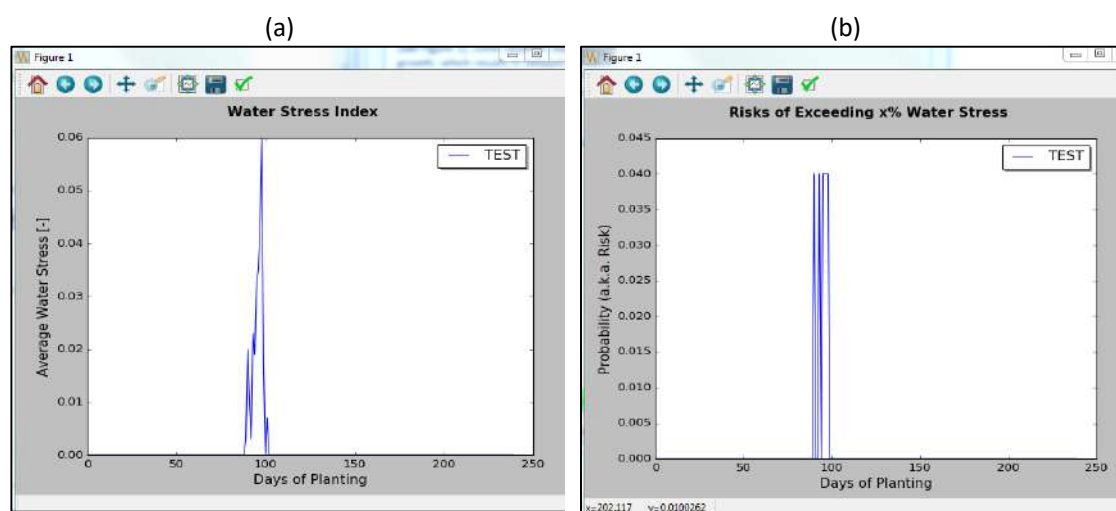 (a)
(b)
Figure 1
Water Stress Index
0.06
TEST
0.05
0.04
0.03
0.02
0.01
0.00
Average Water Stress [-]
0
50
100
150
200
250
Days of Planting
Figure 1
Risks of Exceeding x% Water Stress
0.045
TEST
0.040
0.035
0.030
0.025
0.020
0.015
0.010
0.005
0.000
Probability (a.k.a. Risk)
0
50
100
150
200
250
Days of Planting
x=202.117 y=0.0100262